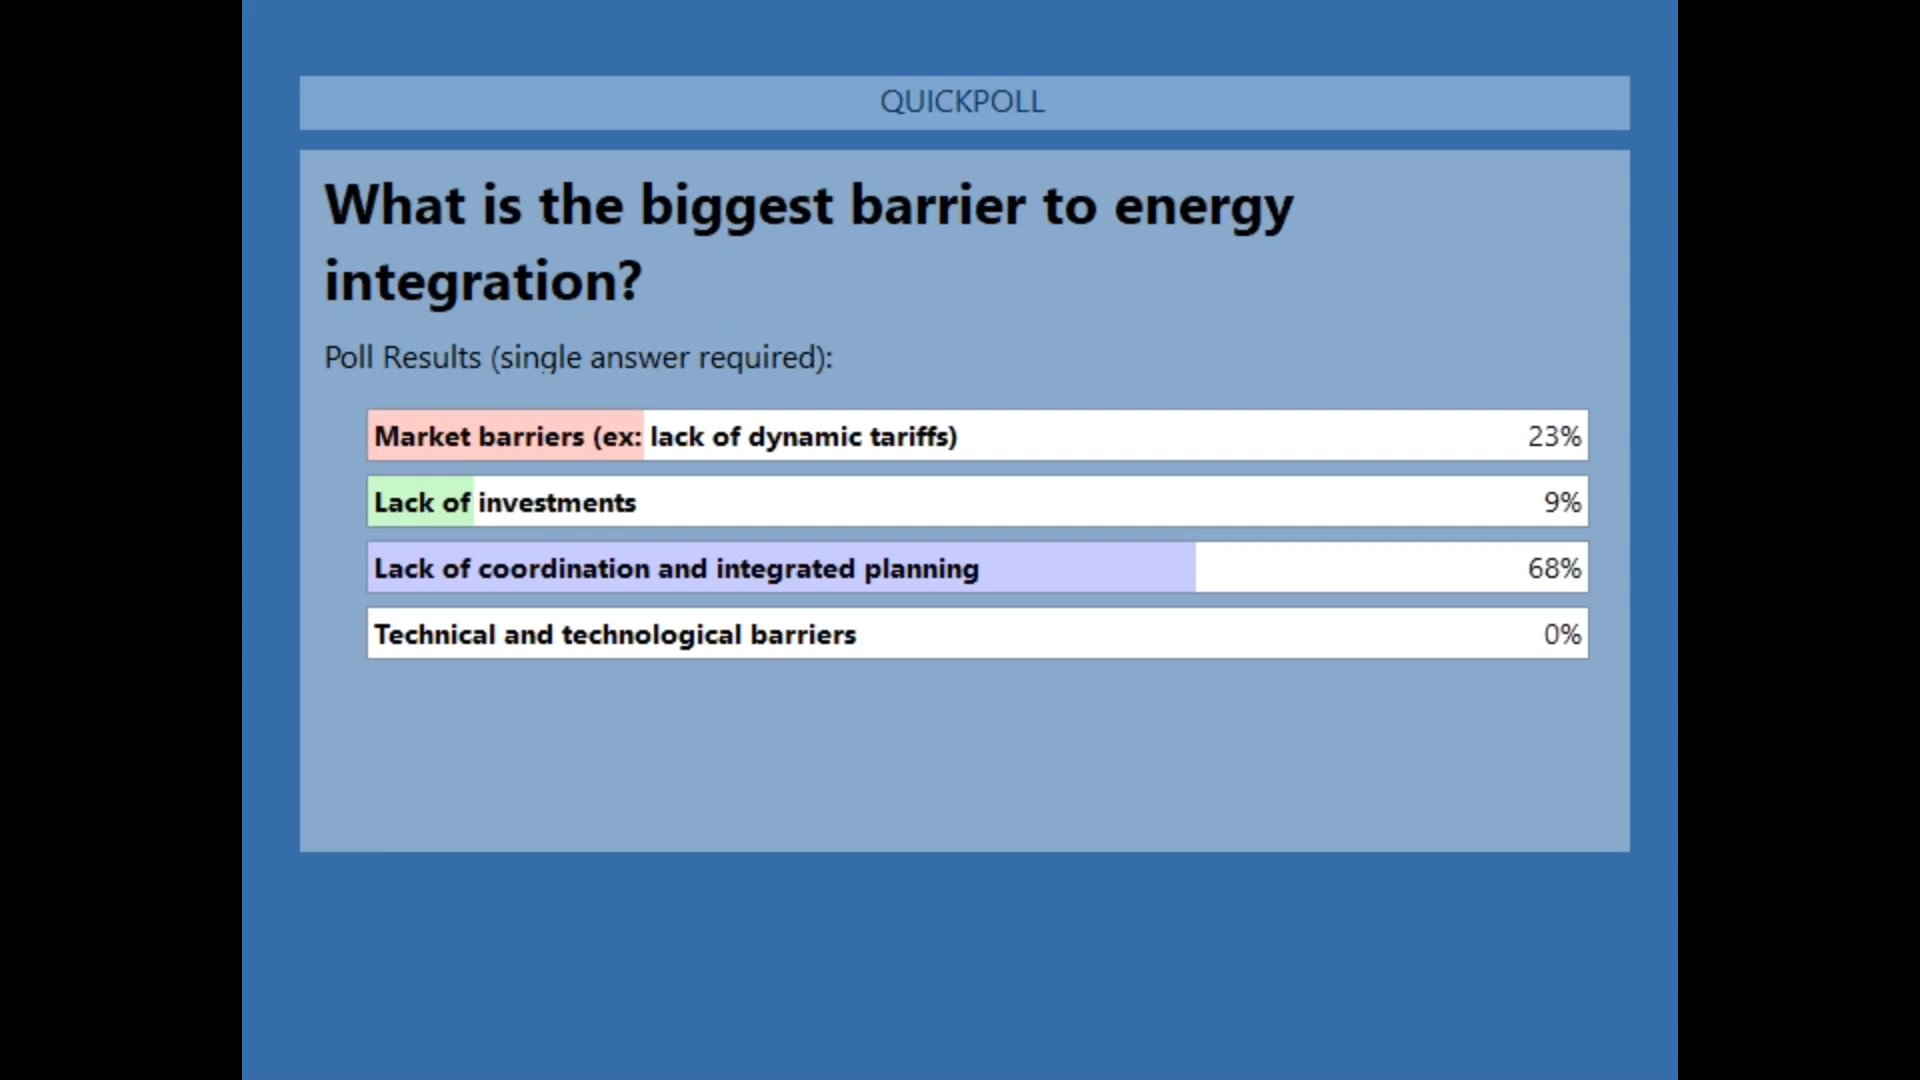 QUICKPOLL
What is the biggest barrier to energy
integration?
Poll Results (single answer required):
Market barriers (ex: lack of dynamic tariffs) 23%
Lack of investments 9%
Lack of coordination and integrated planning 68%
Technical and technological barriers 0%